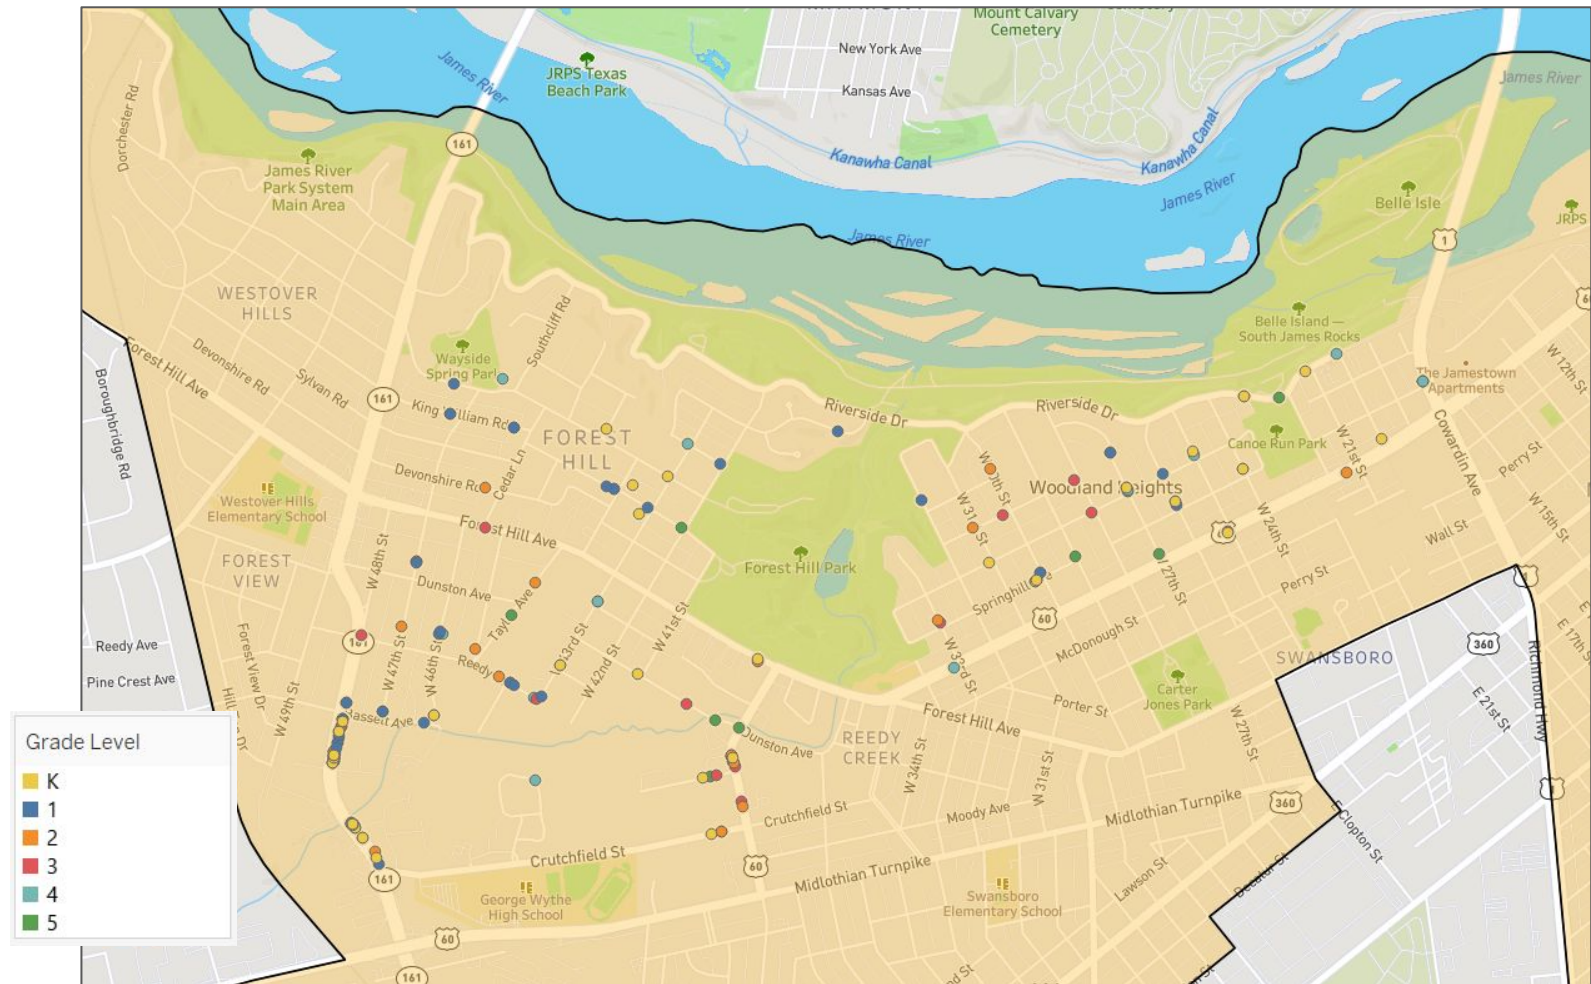 Mount Calvary
Cemetery
New York Ave
Kansas Ave
James River
JRPS Texas
Beach Park
James River
Dorchester Rd
161
James River
Park System
Main Area
Kanawha Canal
Kanawha Canal
James River
James River
Belle Isle
JRPS
1
WESTOVER
HILLS
Southcliff Rd
Belle Island —
South James Rocks
Forest Hill Ave
Devonshire Rd
Sylvan Rd
Wayside
Spring Park
W 12th St
The Jamestown
Apartments
Boroughbridge Rd
161
Riverside Dr
Riverside Dr
Cowardin Ave
FOREST
HILL
Canoe Run Park
W 21st St
Perry St
Devonshire Rd
Cedar Ln
Woodland Heights
Westover Hills
Elementary School
W 31st St
W 24th St
W 15th St
Forest Hill Ave
Wall St
FOREST
VIEW
W 48th St
Forest Hill Park
Dunston Ave
Springhill Ave
W 27th St
Perry St
W 41st St
60
McDonough St
Reedy Ave
161
Forest View Dr
W 47th St
W 46th St
Reedy
W 43rd St
W 42nd St
W 32nd St
SWANSBORO
360
Richmond Hwy
E 17th St
Pine Crest Ave
Carter
Jones Park
W 49th St
Bassett Ave
Porter St
Forest Hill Ave
W 27th St
E 21st St
Dunston Ave
REEDY
CREEK
W 34th St
W 31st St
Grade Level
K
1
2
3
4
5
Crutchfield St
Moody Ave
Midlothian Turnpike
360
E Clopton St
Crutchfield St
161
60
Midlothian Turnpike
Lawson St
Decatur St
George Wythe
High School
Swansboro
Elementary School
60
161